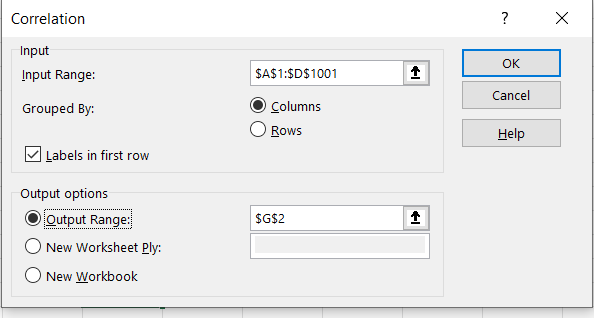 Correlation ?
Input
Input Range: $A$1:$D$1001
OK
Cancel
Grouped By: Columns
Rows
Help
Labels in first row
Output options
Output Range: $G$2
New Worksheet Ply:
New Workbook